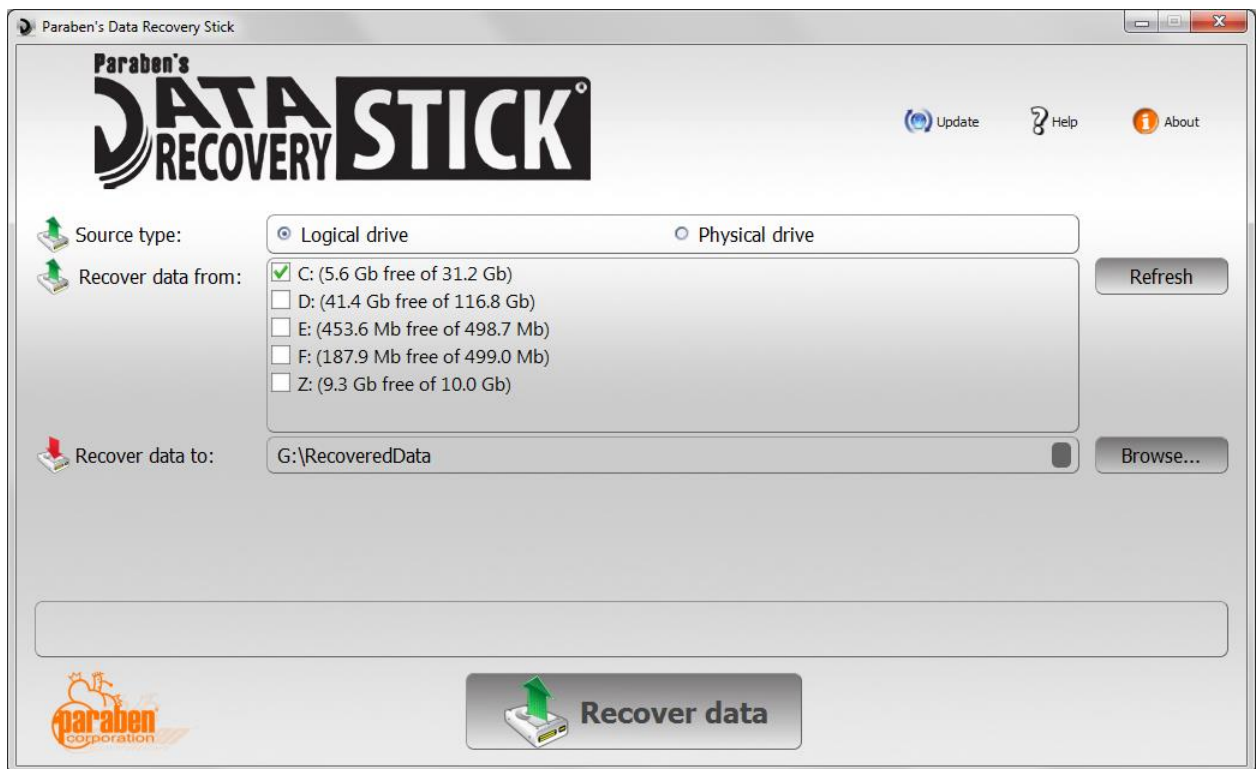 Paraben's Data Recovery Stick
Paraben's
DATA
RECOVERY STICK
Update
Help
About
Source type:
Logical drive
Physical drive
Recover data from:
C: (5.6 Gb free of 31.2 Gb)
D: (41.4 Gb free of 116.8 Gb)
E: (453.6 Mb free of 498.7 Mb)
F: (187.9 Mb free of 499.0 Mb)
Z: (9.3 Gb free of 10.0 Gb)
Refresh
Recover data to:
G:\RecoveredData
Browse...
Recover data
paraben
corporation